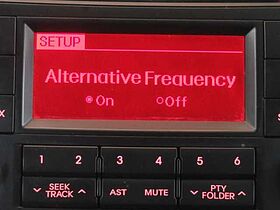 SETUP
Alternative Frequency
On Off
1 2 3 4 5 6
SEEK TRACK AST MUTE PTY FOLDER